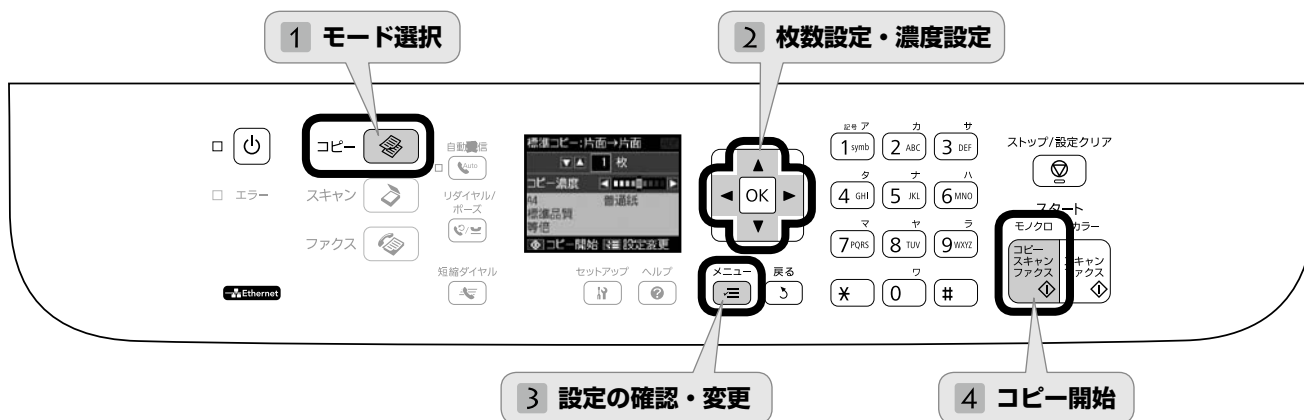 1 モード選択
2 枚数設定・濃度設定
コピー
エラー
スキャン
ファクス
Ethernet
自動
信
Auto
リダイヤル/
ポーズ
短縮ダイヤル
標準コピー:片面→片面
1 枚
コピー濃度
A4 普通紙
標準品質
等倍
コピー開始 設定変更
セットアップ ヘルプ
OK
メニュー 戻る
記号 ア カ サ
1 symb 2 ABC 3 DEF
タ ナ ハ
4 GHI 5 JKL 6 MNO
マ ヤ ラ
7 PQRS 8 TUV 9 WXYZ
ワ
* 0 #
ストップ/設定クリア
スタート
モノクロ カラー
コピー
スキャン
ファクス
キャン
ァクス
3 設定の確認・変更
4 コピー開始